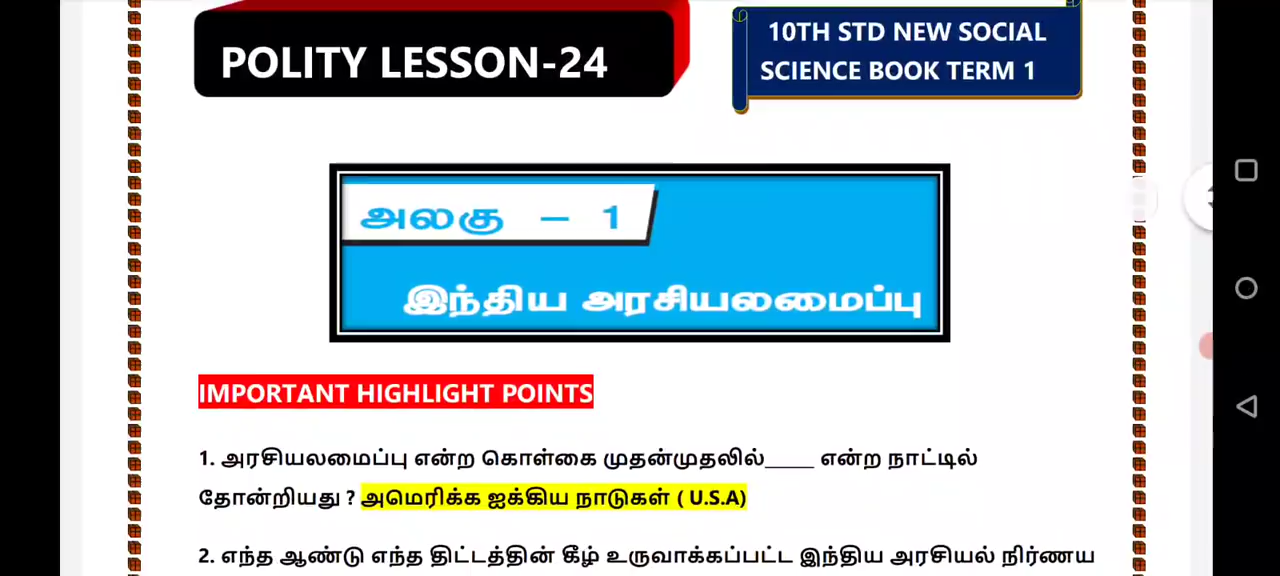 POLITY LESSON-24
10TH STD NEW SOCIAL
SCIENCE BOOK TERM 1
அலகு – 1
இந்திய அரசியலமைப்பு
IMPORTANT HIGHLIGHT POINTS
1. அரசியலமைப்பு என்ற கொள்கை முதன்முதலில்_____ என்ற நாட்டில்
தோன்றியது ? அமெரிக்க ஐக்கிய நாடுகள் ( U.S.A)
2. எந்த ஆண்டு எந்த திட்டத்தின் கீழ் உருவாக்கப்பட்ட இந்திய அரசியல் நிர்ணய